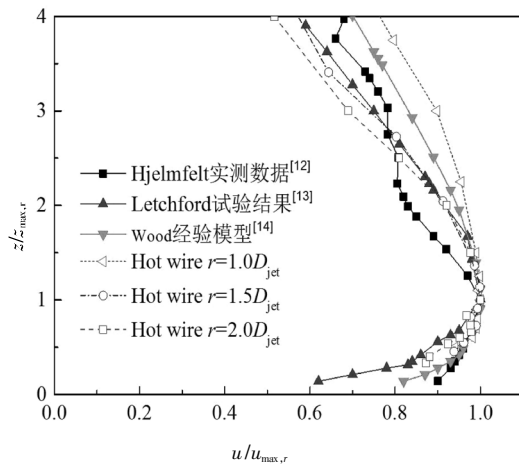 4
3
2
1
0
z/z_max,r
Hjelmfelt实测数据[12]
Letchford试验结果[13]
Wood经验模型[14]
Hot wire r=1.0D_jet
Hot wire r=1.5D_jet
Hot wire r=2.0D_jet
0.0 0.2 0.4 0.6 0.8 1.0
u/u_max,r